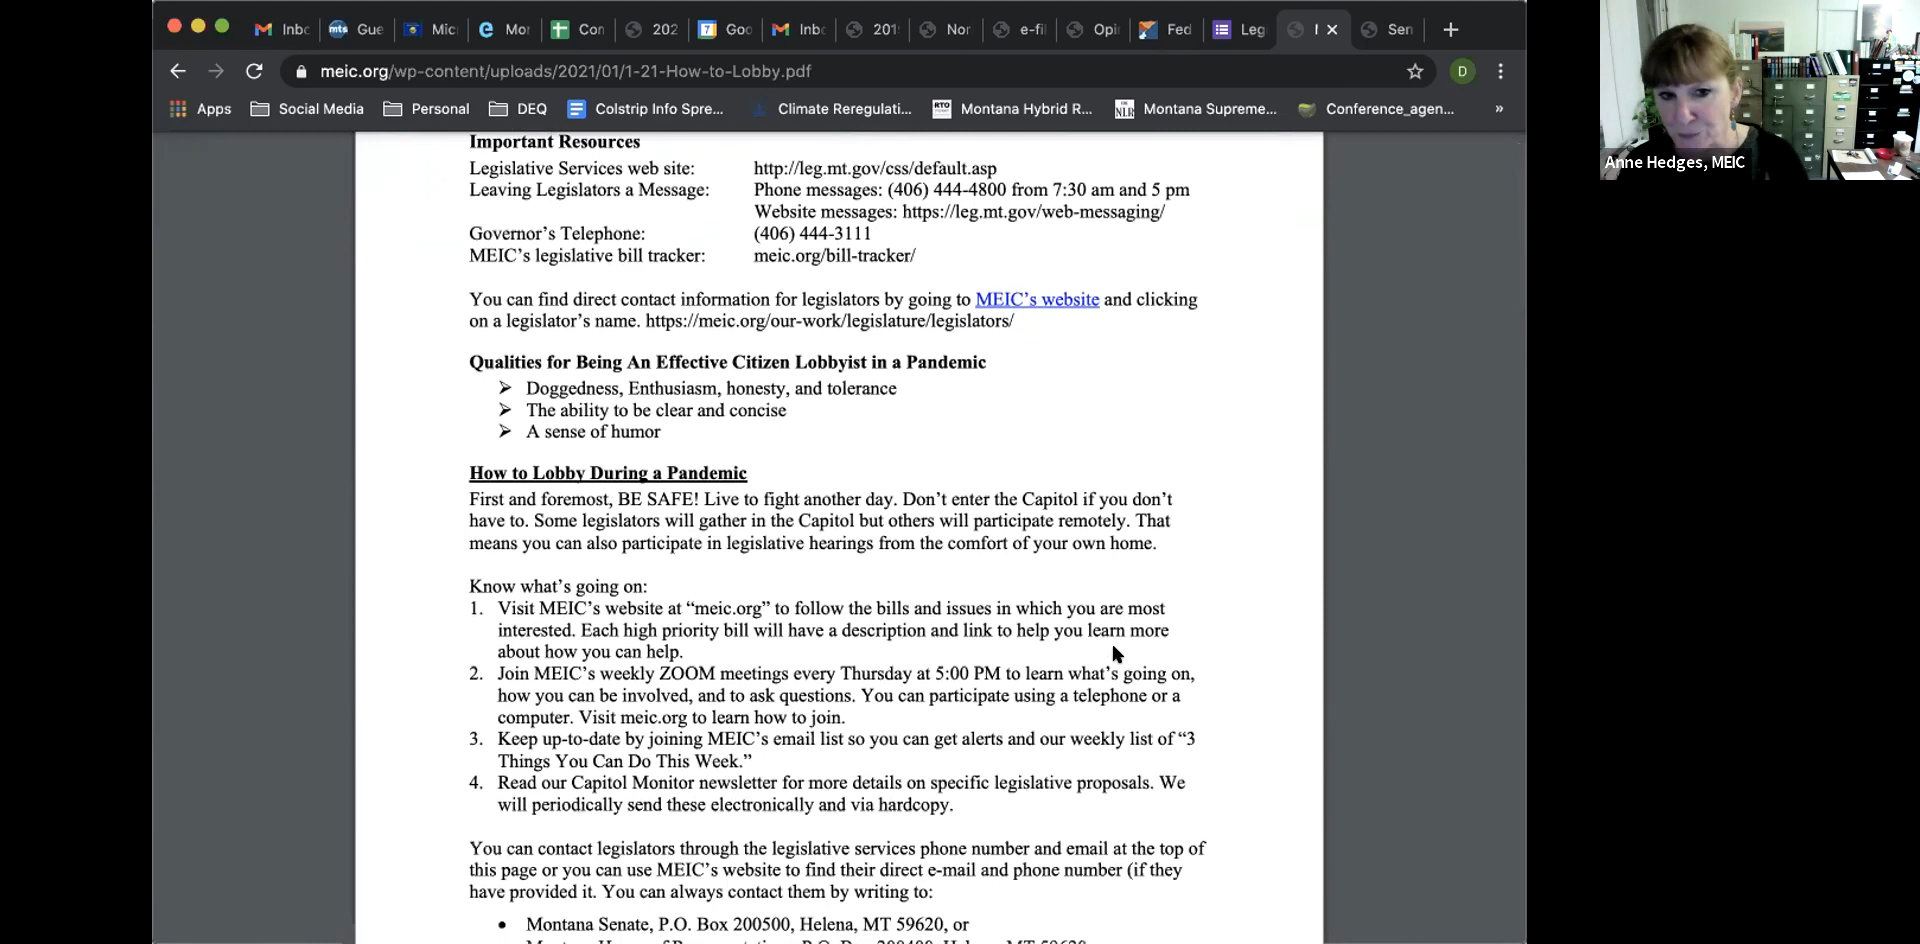 Inbo
mts Gue
Mic
Mor
Con
202
7 Goo
Inbo
201
Nor
e-fil
Opi
Fed
Leg
Sen
meic.org/wp-content/uploads/2021/01/1-21-How-to-Lobby.pdf
D
Apps
Social Media
Personal
DEQ
Colstrip Info Spre...
Climate Reregulati...
RTO Montana Hybrid R...
NLR Montana Supreme...
Conference_agen...
»
Anne Hedges, MEIC
Important Resources
Legislative Services web site: http://leg.mt.gov/css/default.asp
Leaving Legislators a Message: Phone messages: (406) 444-4800 from 7:30 am and 5 pm
Website messages: https://leg.mt.gov/web-messaging/
Governor’s Telephone: (406) 444-3111
MEIC’s legislative bill tracker: meic.org/bill-tracker/
You can find direct contact information for legislators by going to MEIC’s website and clicking
on a legislator’s name. https://meic.org/our-work/legislature/legislators/
Qualities for Being An Effective Citizen Lobbyist in a Pandemic
➢ Doggedness, Enthusiasm, honesty, and tolerance
➢ The ability to be clear and concise
➢ A sense of humor
How to Lobby During a Pandemic
First and foremost, BE SAFE! Live to fight another day. Don’t enter the Capitol if you don’t
have to. Some legislators will gather in the Capitol but others will participate remotely. That
means you can also participate in legislative hearings from the comfort of your own home.
Know what’s going on:
1. Visit MEIC’s website at “meic.org” to follow the bills and issues in which you are most
interested. Each high priority bill will have a description and link to help you learn more
about how you can help.
2. Join MEIC’s weekly ZOOM meetings every Thursday at 5:00 PM to learn what’s going on,
how you can be involved, and to ask questions. You can participate using a telephone or a
computer. Visit meic.org to learn how to join.
3. Keep up-to-date by joining MEIC’s email list so you can get alerts and our weekly list of “3
Things You Can Do This Week.”
4. Read our Capitol Monitor newsletter for more details on specific legislative proposals. We
will periodically send these electronically and via hardcopy.
You can contact legislators through the legislative services phone number and email at the top of
this page or you can use MEIC’s website to find their direct e-mail and phone number (if they
have provided it. You can always contact them by writing to:
• Montana Senate, P.O. Box 200500, Helena, MT 59620, or